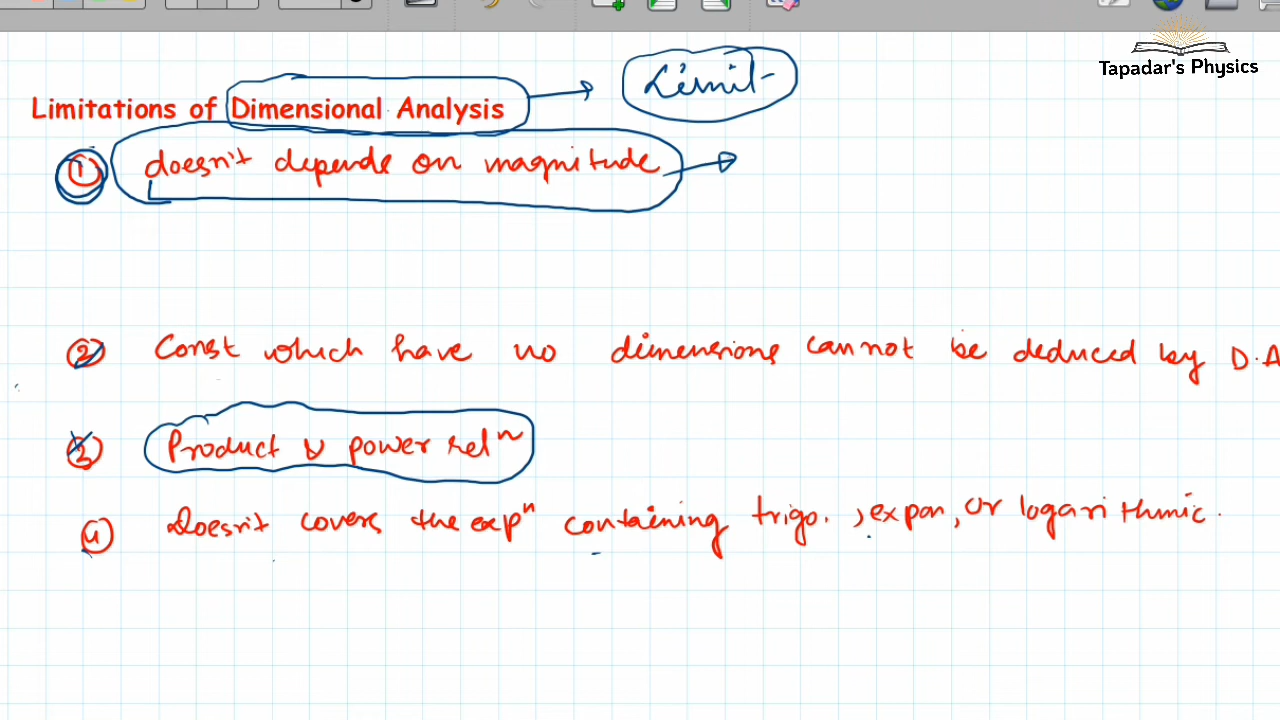 Tapadar's Physics
Limitations of Dimensional Analysis → Limit-
① doesn't depends on magnitude →
② Const which have no dimensions cannot be deduced by D.A
③ Product & power relⁿ
④ Doesn't covers the expⁿ containing trigo. , expon, or logarithmic.